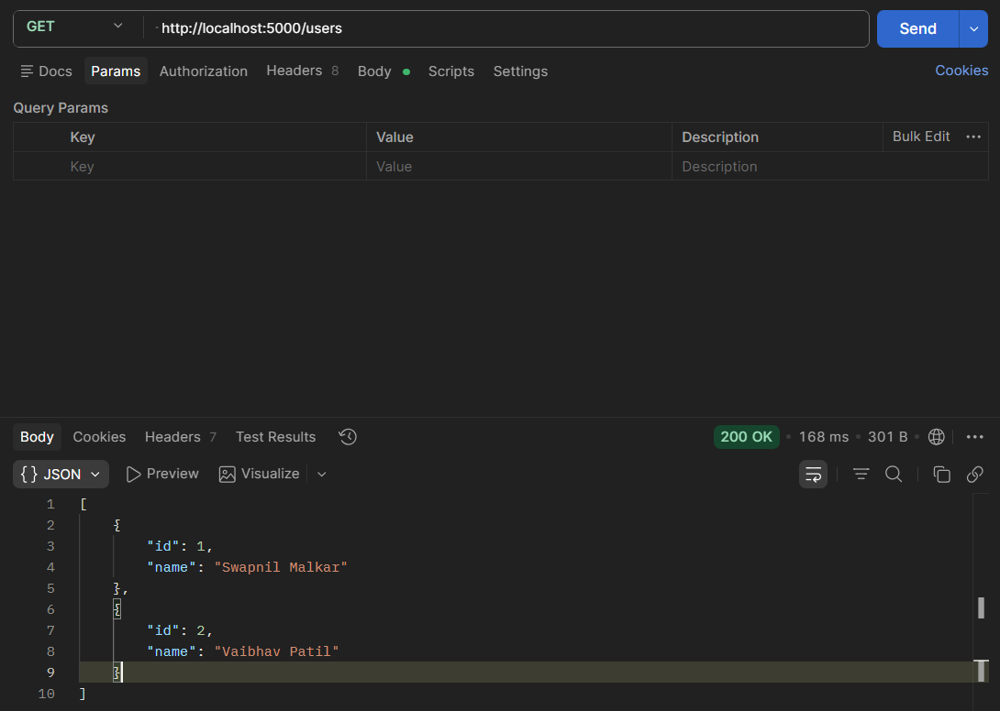 GET http://localhost:5000/users Send
Docs Params Authorization Headers 8 Body Scripts Settings Cookies
Query Params
Key Value Description Bulk Edit ...
Key Value Description
Body Cookies Headers 7 Test Results 200 OK • 168 ms • 301 B • ...
{} JSON Preview Visualize
1 [
2 {
3 "id": 1,
4 "name": "Swapnil Malkar"
5 },
6 {
7 "id": 2,
8 "name": "Vaibhav Patil"
9 }
10 ]